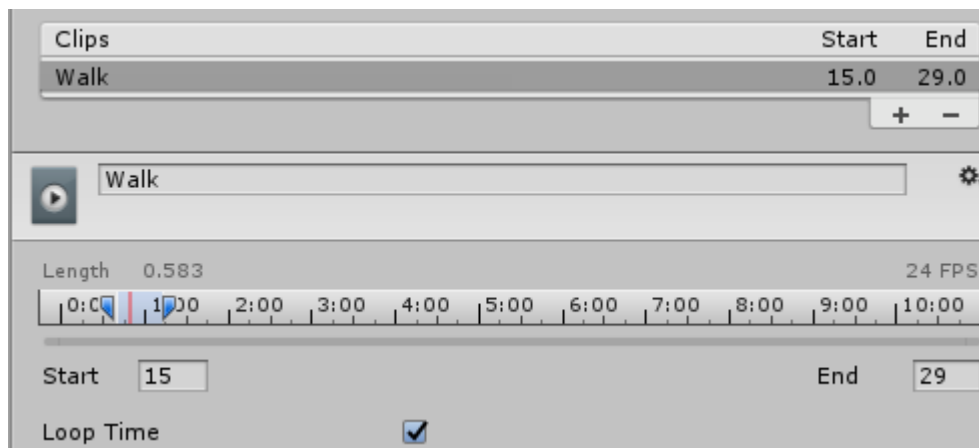 Clips Start End
Walk 15.0 29.0
+ −
Walk
Length 0.583 24 FPS
1:00 2:00 3:00 4:00 5:00 6:00 7:00 8:00 9:00 10:00
Start 15 End 29
Loop Time